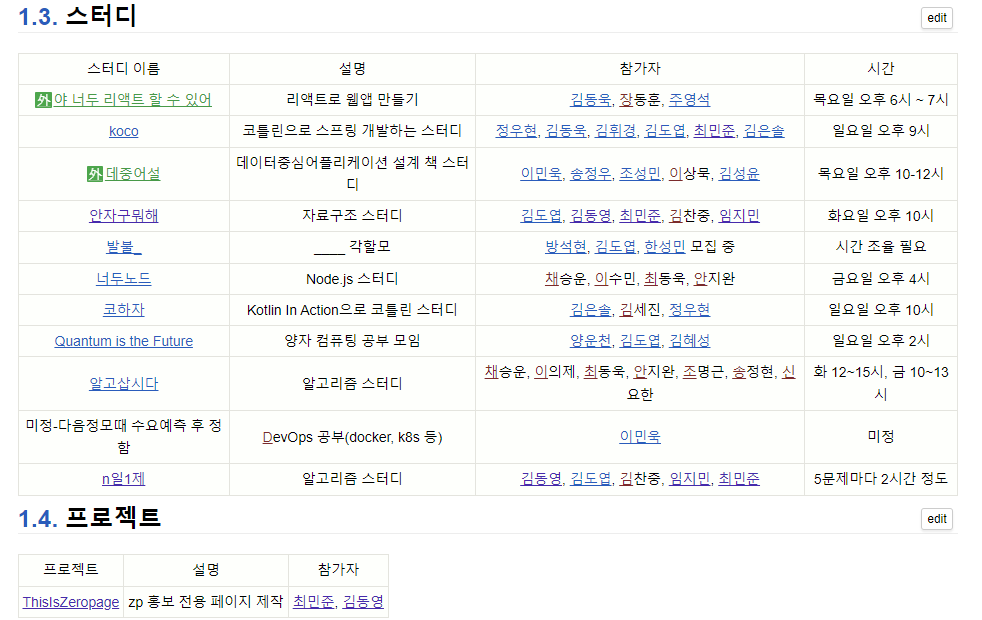 1.3. 스터디
edit
스터디 이름 설명 참가자 시간
外 야 너두 리액트 할 수 있어 리액트로 웹앱 만들기 김동욱, 장동훈, 주영석 목요일 오후 6시 ~ 7시
koco 코틀린으로 스프링 개발하는 스터디 정우현, 김동욱, 김휘경, 김도엽, 최민준, 김은솔 일요일 오후 9시
外 데중어설 데이터중심어플리케이션 설계 책 스터
디 이민욱, 송정우, 조성민, 이상묵, 김성윤 목요일 오후 10-12시
안자구뭐해 자료구조 스터디 김도엽, 김동영, 최민준, 김찬중, 임지민 화요일 오후 10시
발불_ ____ 각할모 방석현, 김도엽, 한성민 모집 중 시간 조율 필요
너두노드 Node.js 스터디 채승운, 이수민, 최동욱, 안지완 금요일 오후 4시
코하자 Kotlin In Action으로 코틀린 스터디 김은솔, 김세진, 정우현 일요일 오후 10시
Quantum is the Future 양자 컴퓨팅 공부 모임 양운천, 김도엽, 김혜성 일요일 오후 2시
알고삽시다 알고리즘 스터디 채승운, 이의제, 최동욱, 안지완, 조명근, 송정현, 신
요한 화 12~15시, 금 10~13
시
미정-다음정모때 수요예측 후 정
함 DevOps 공부(docker, k8s 등) 이민욱 미정
n일1제 알고리즘 스터디 김동영, 김도엽, 김찬중, 임지민, 최민준 5문제마다 2시간 정도
1.4. 프로젝트
edit
프로젝트 설명 참가자
ThisIsZeropage zp 홍보 전용 페이지 제작 최민준, 김동영